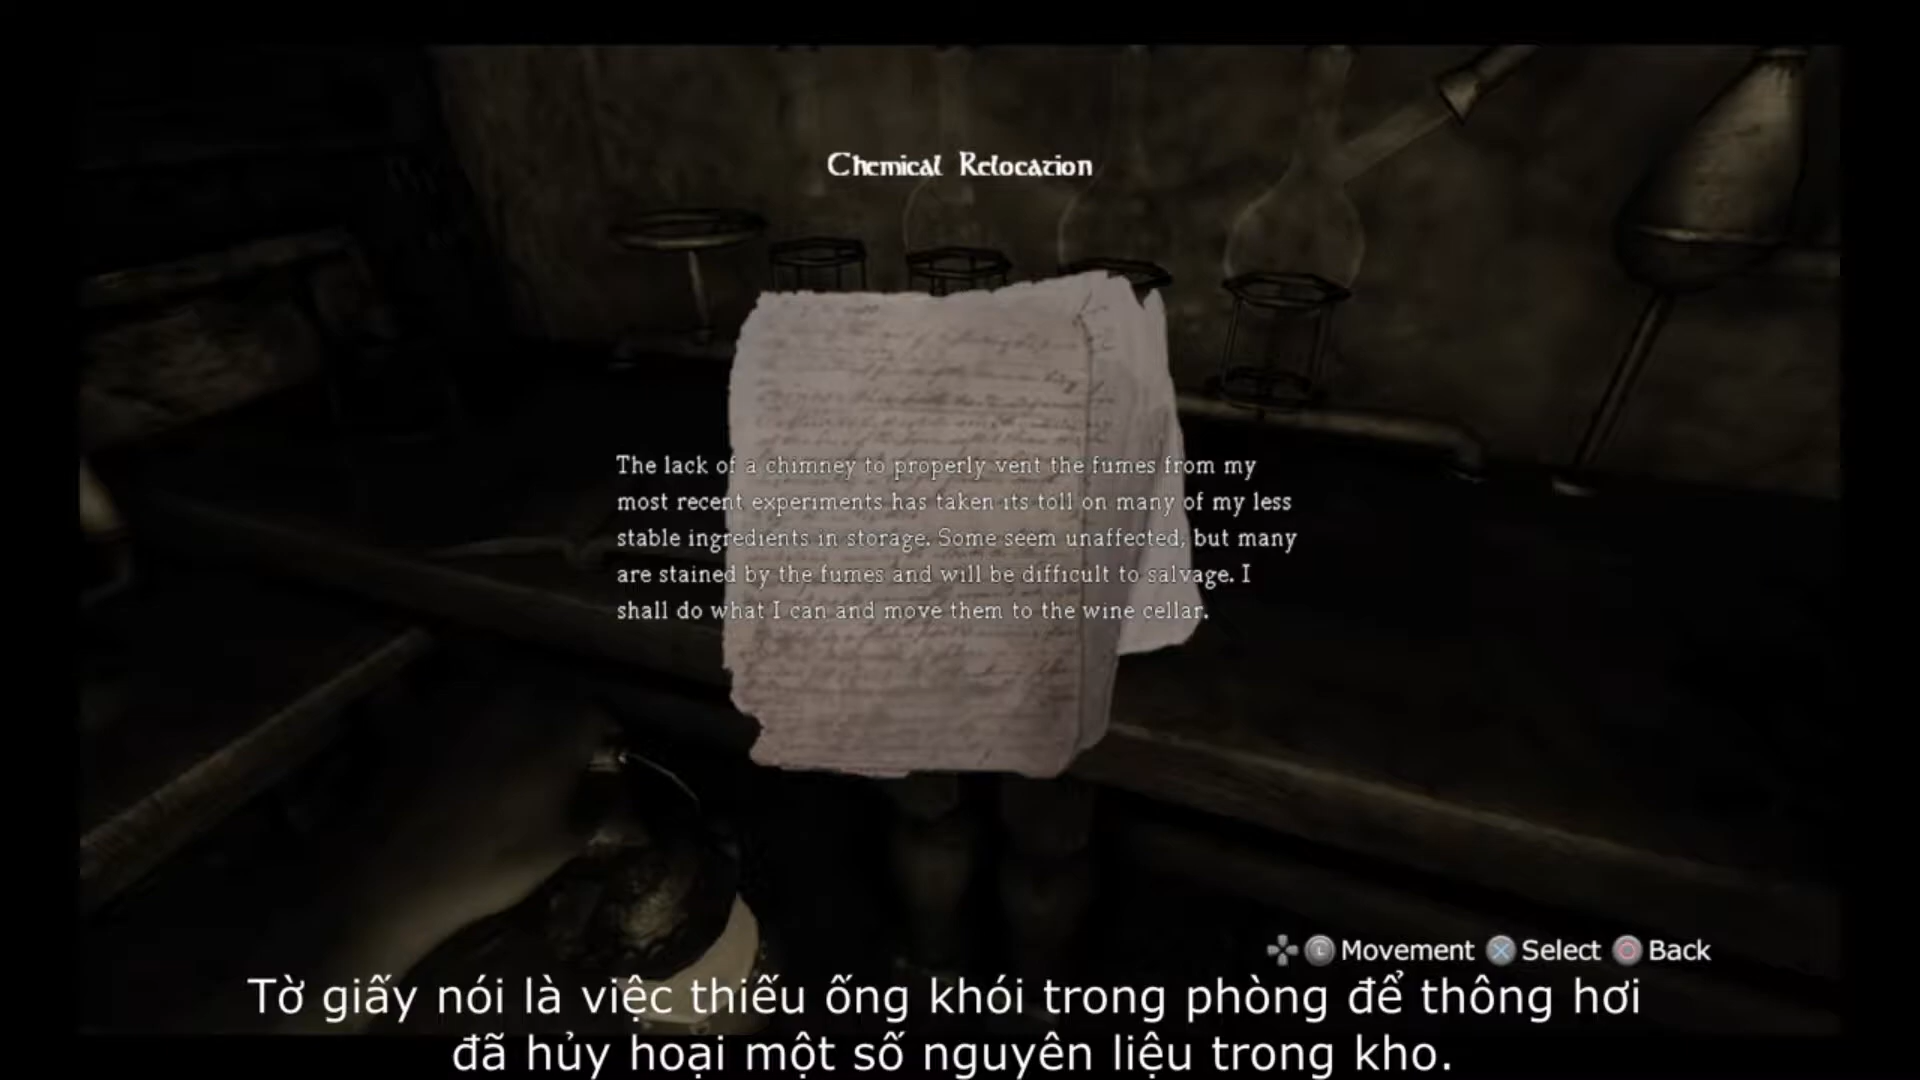 Chemical Relocation
The lack of a chimney to properly vent the fumes from my
most recent experiments has taken its toll on many of my less
stable ingredients in storage. Some seem unaffected, but many
are stained by the fumes and will be difficult to salvage. I
shall do what I can and move them to the wine cellar.
L Movement Select Back
Tờ giấy nói là việc thiếu ống khói trong phòng để thông hơi
đã hủy hoại một số nguyên liệu trong kho.